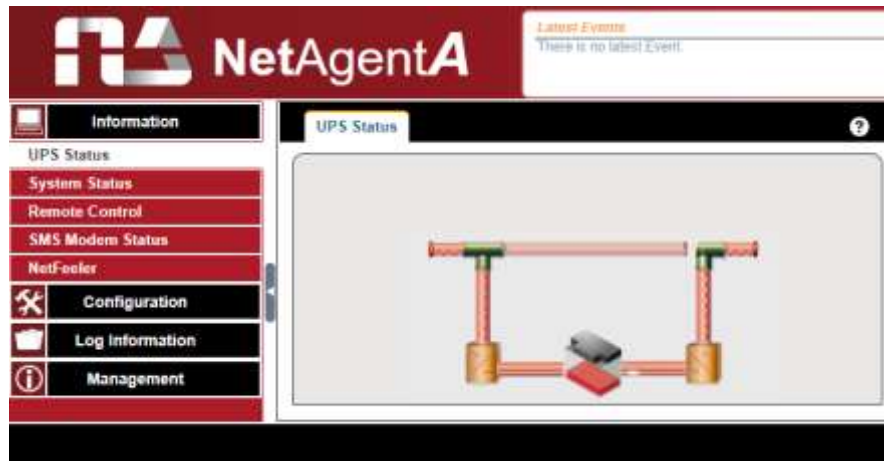 NetAgentA
Latest Events
There is no latest Event.
Information
UPS Status
System Status
Remote Control
SMS Modem Status
NetFeeler
Configuration
Log Information
Management
UPS Status
?